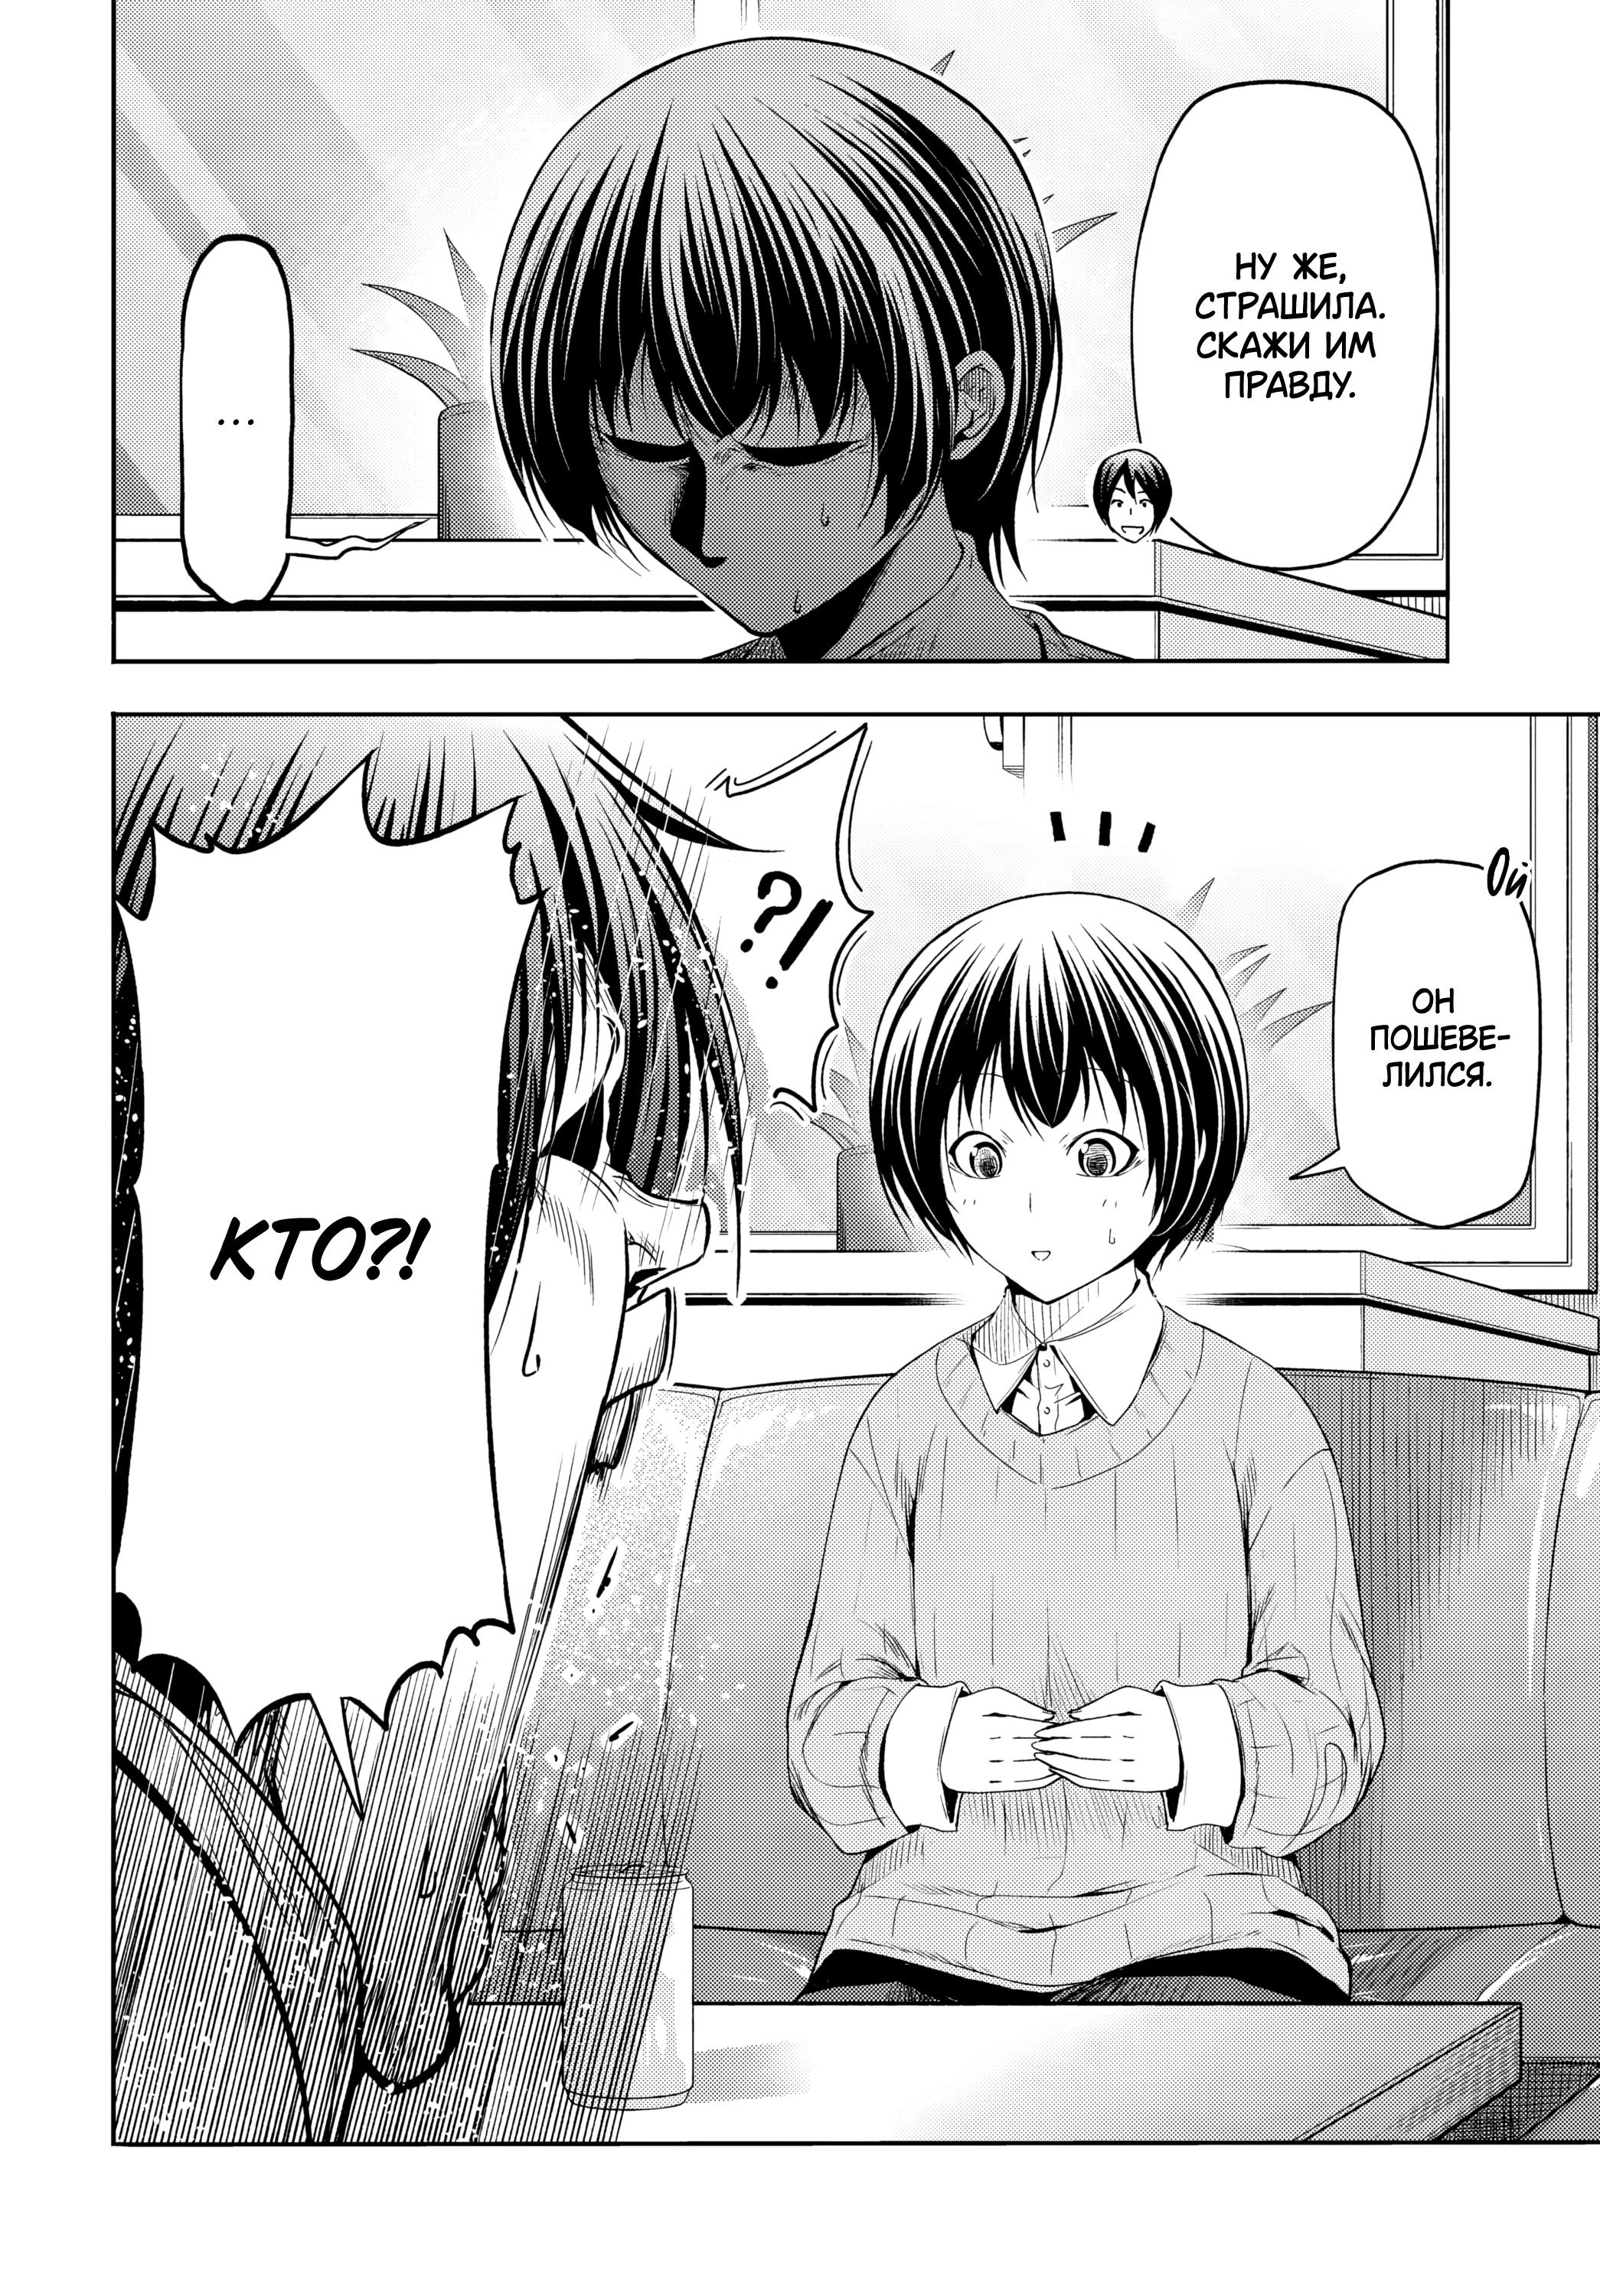 НУ ЖЕ,
СТРАШИЛА.
СКАЖИ ИМ
ПРАВДУ.
...
Ой
ОН
ПОШЕВЕ-
ЛИЛСЯ.
?!
КТО?!